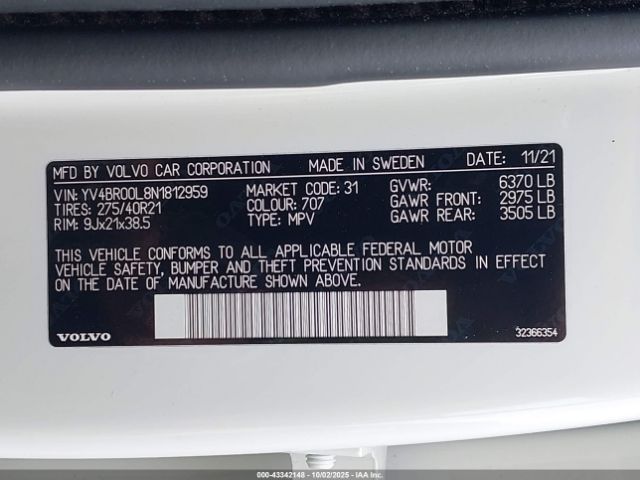 MFD BY VOLVO CAR CORPORATION MADE IN SWEDEN DATE: 11/21
VIN: YV4BR00L8N1812959 MARKET CODE: 31 GVWR: 6370 LB
TIRES: 275/40R21 COLOUR: 707 GAWR FRONT: 2975 LB
RIM: 9Jx21x38.5 TYPE: MPV GAWR REAR: 3505 LB
THIS VEHICLE CONFORMS TO ALL APPLICABLE FEDERAL MOTOR
VEHICLE SAFETY, BUMPER AND THEFT PREVENTION STANDARDS IN EFFECT
ON THE DATE OF MANUFACTURE SHOWN ABOVE.
VOLVO 32366354
000-43342148 - 10/02/2025 - IAAI Inc.